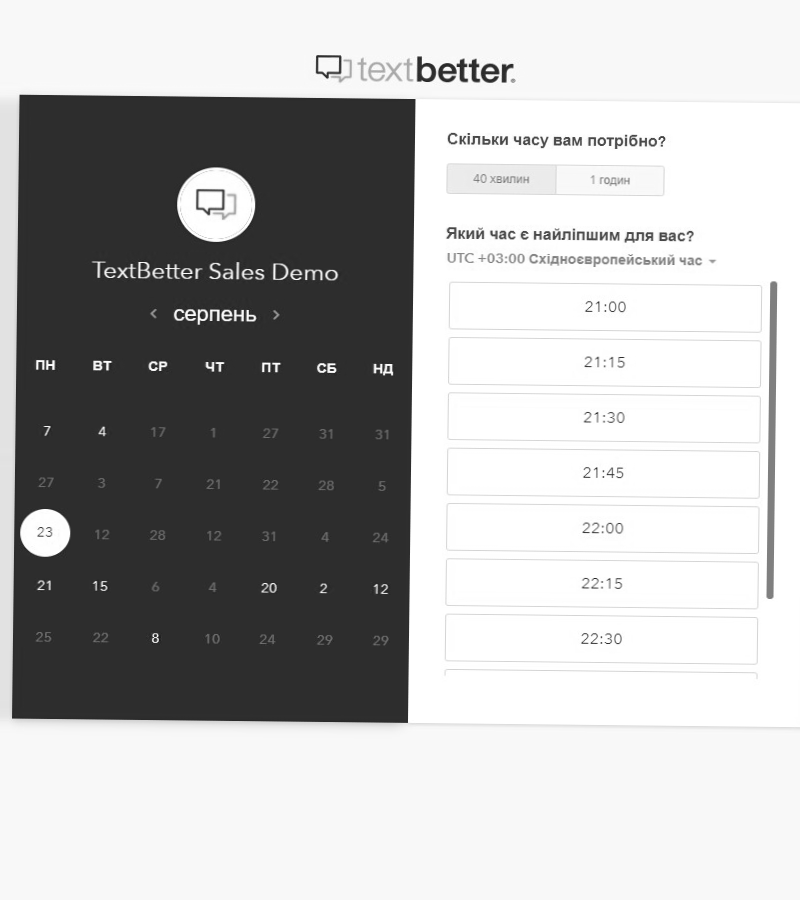 textbetter.
TextBetter Sales Demo
серпень
ПН ВТ СР ЧТ ПТ СБ НД
7 4 17 1 27 31 31
27 3 7 21 22 28 5
23 12 28 12 31 4 24
21 15 6 4 20 2 12
25 22 8 10 24 29 29
Скільки часу вам потрібно?
40 хвилин 1 годин
Який час є найліпшим для вас?
UTC +03:00 Східноєвропейський час
21:00
21:15
21:30
21:45
22:00
22:15
22:30